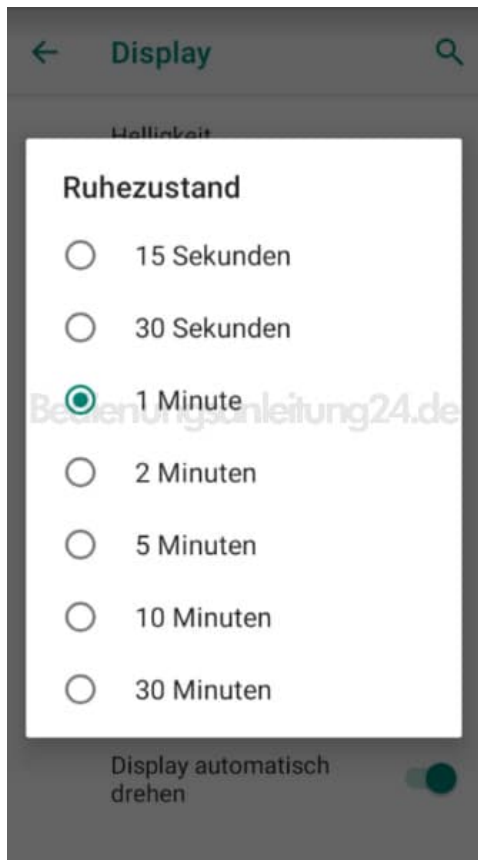 Display
Helligkeit
Ruhezustand
15 Sekunden
30 Sekunden
1 Minute
Bedienungsanleitung24.de
2 Minuten
5 Minuten
10 Minuten
30 Minuten
Display automatisch
drehen